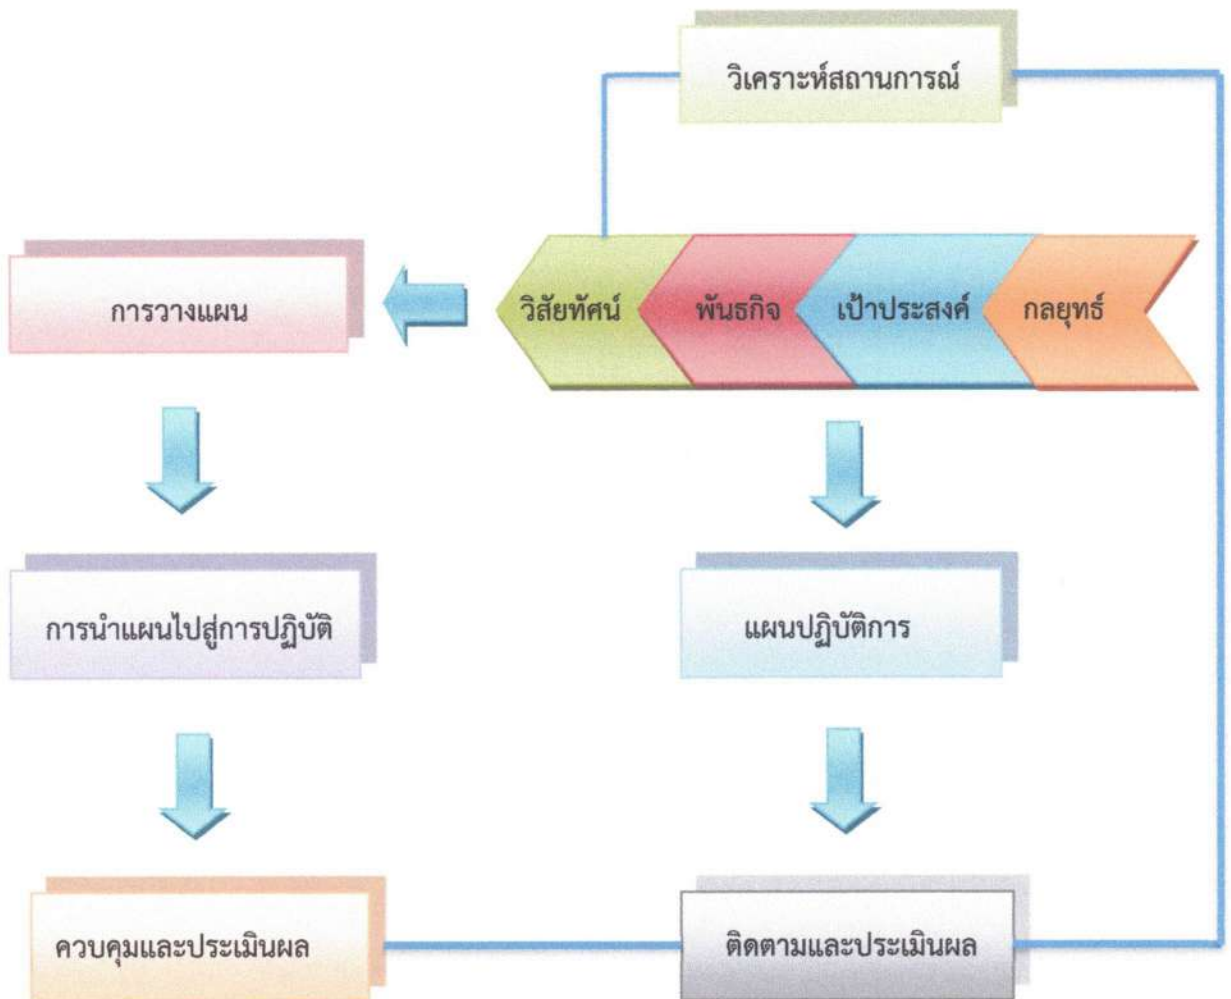 วิเคราะห์สถานการณ์
การวางแผน
วิสัยทัศน์
พันธกิจ
เป้าประสงค์
กลยุทธ์
การนำแผนไปสู่การปฏิบัติ
แผนปฏิบัติการ
ควบคุมและประเมินผล
ติดตามและประเมินผล